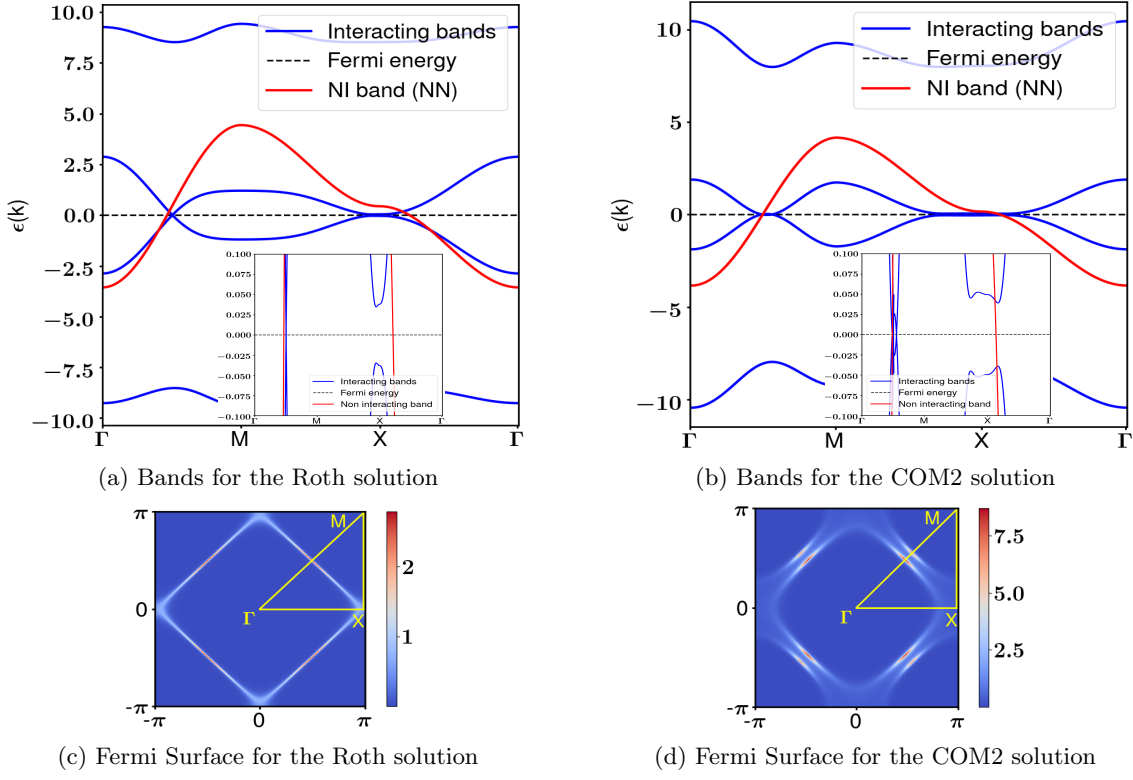 10.0
7.5
5.0
2.5
0.0
−2.5
−5.0
−7.5
−10.0
ϵ(k)
Interacting bands
Fermi energy
NI band (NN)
0.100
0.075
0.050
0.025
0.000
−0.025
−0.050
−0.075
−0.100
Interacting bands
Fermi energy
Non interacting band
Γ M X Γ
Γ M X Γ
10
5
0
−5
−10
ϵ(k)
Interacting bands
Fermi energy
NI band (NN)
0.100
0.075
0.050
0.025
0.000
−0.025
−0.050
−0.075
−0.100
Interacting bands
Fermi energy
Non interacting band
Γ M X Γ
Γ M X Γ
(a) Bands for the Roth solution
(b) Bands for the COM2 solution
π
0
-π
M
Γ
X
-π 0 π
2
1
π
0
-π
M
Γ
X
-π 0 π
7.5
5.0
2.5
(c) Fermi Surface for the Roth solution
(d) Fermi Surface for the COM2 solution